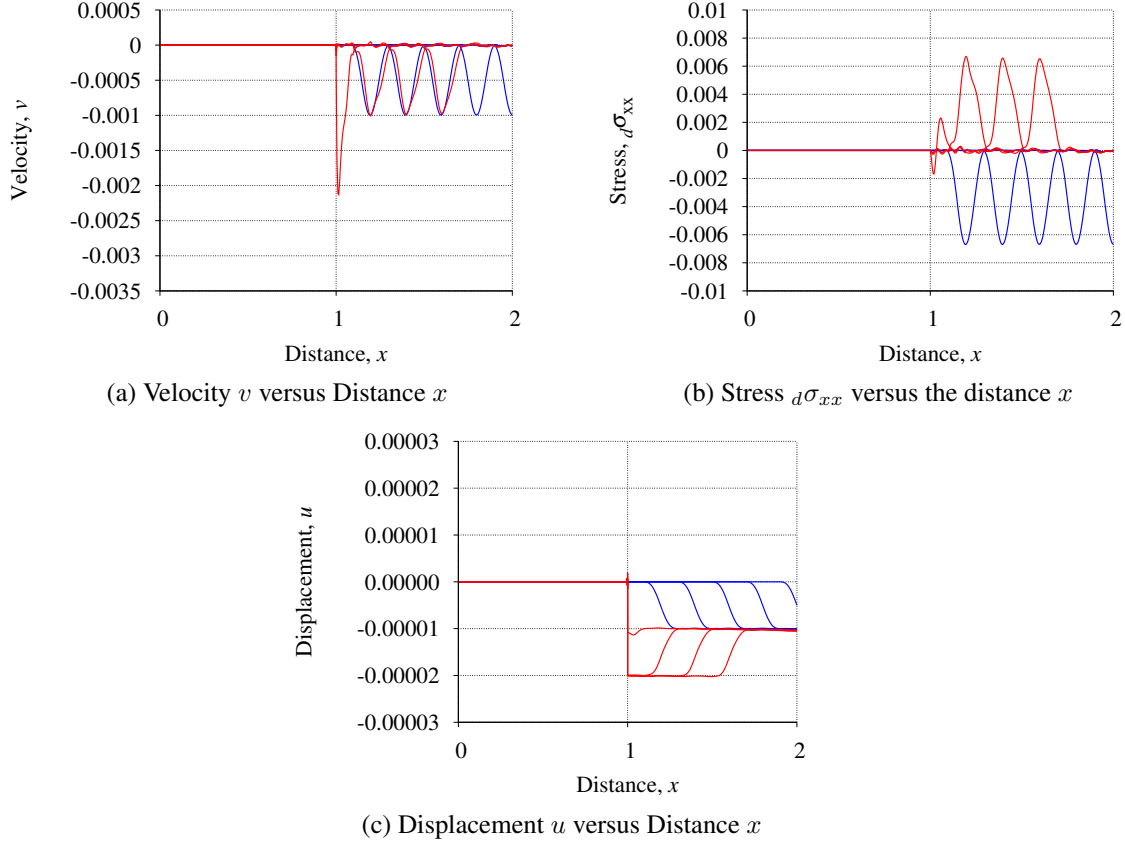 0.0005
0
-0.0005
-0.001
-0.0015
-0.002
-0.0025
-0.003
-0.0035
Velocity, v
0 1 2
Distance, x
(a) Velocity v versus Distance x
0.01
0.008
0.006
0.004
0.002
0
-0.002
-0.004
-0.006
-0.008
-0.01
Stress, dσxx
0 1 2
Distance, x
(b) Stress dσxx versus the distance x
0.00003
0.00002
0.00001
0.00000
-0.00001
-0.00002
-0.00003
Displacement, u
0 1 2
Distance, x
(c) Displacement u versus Distance x